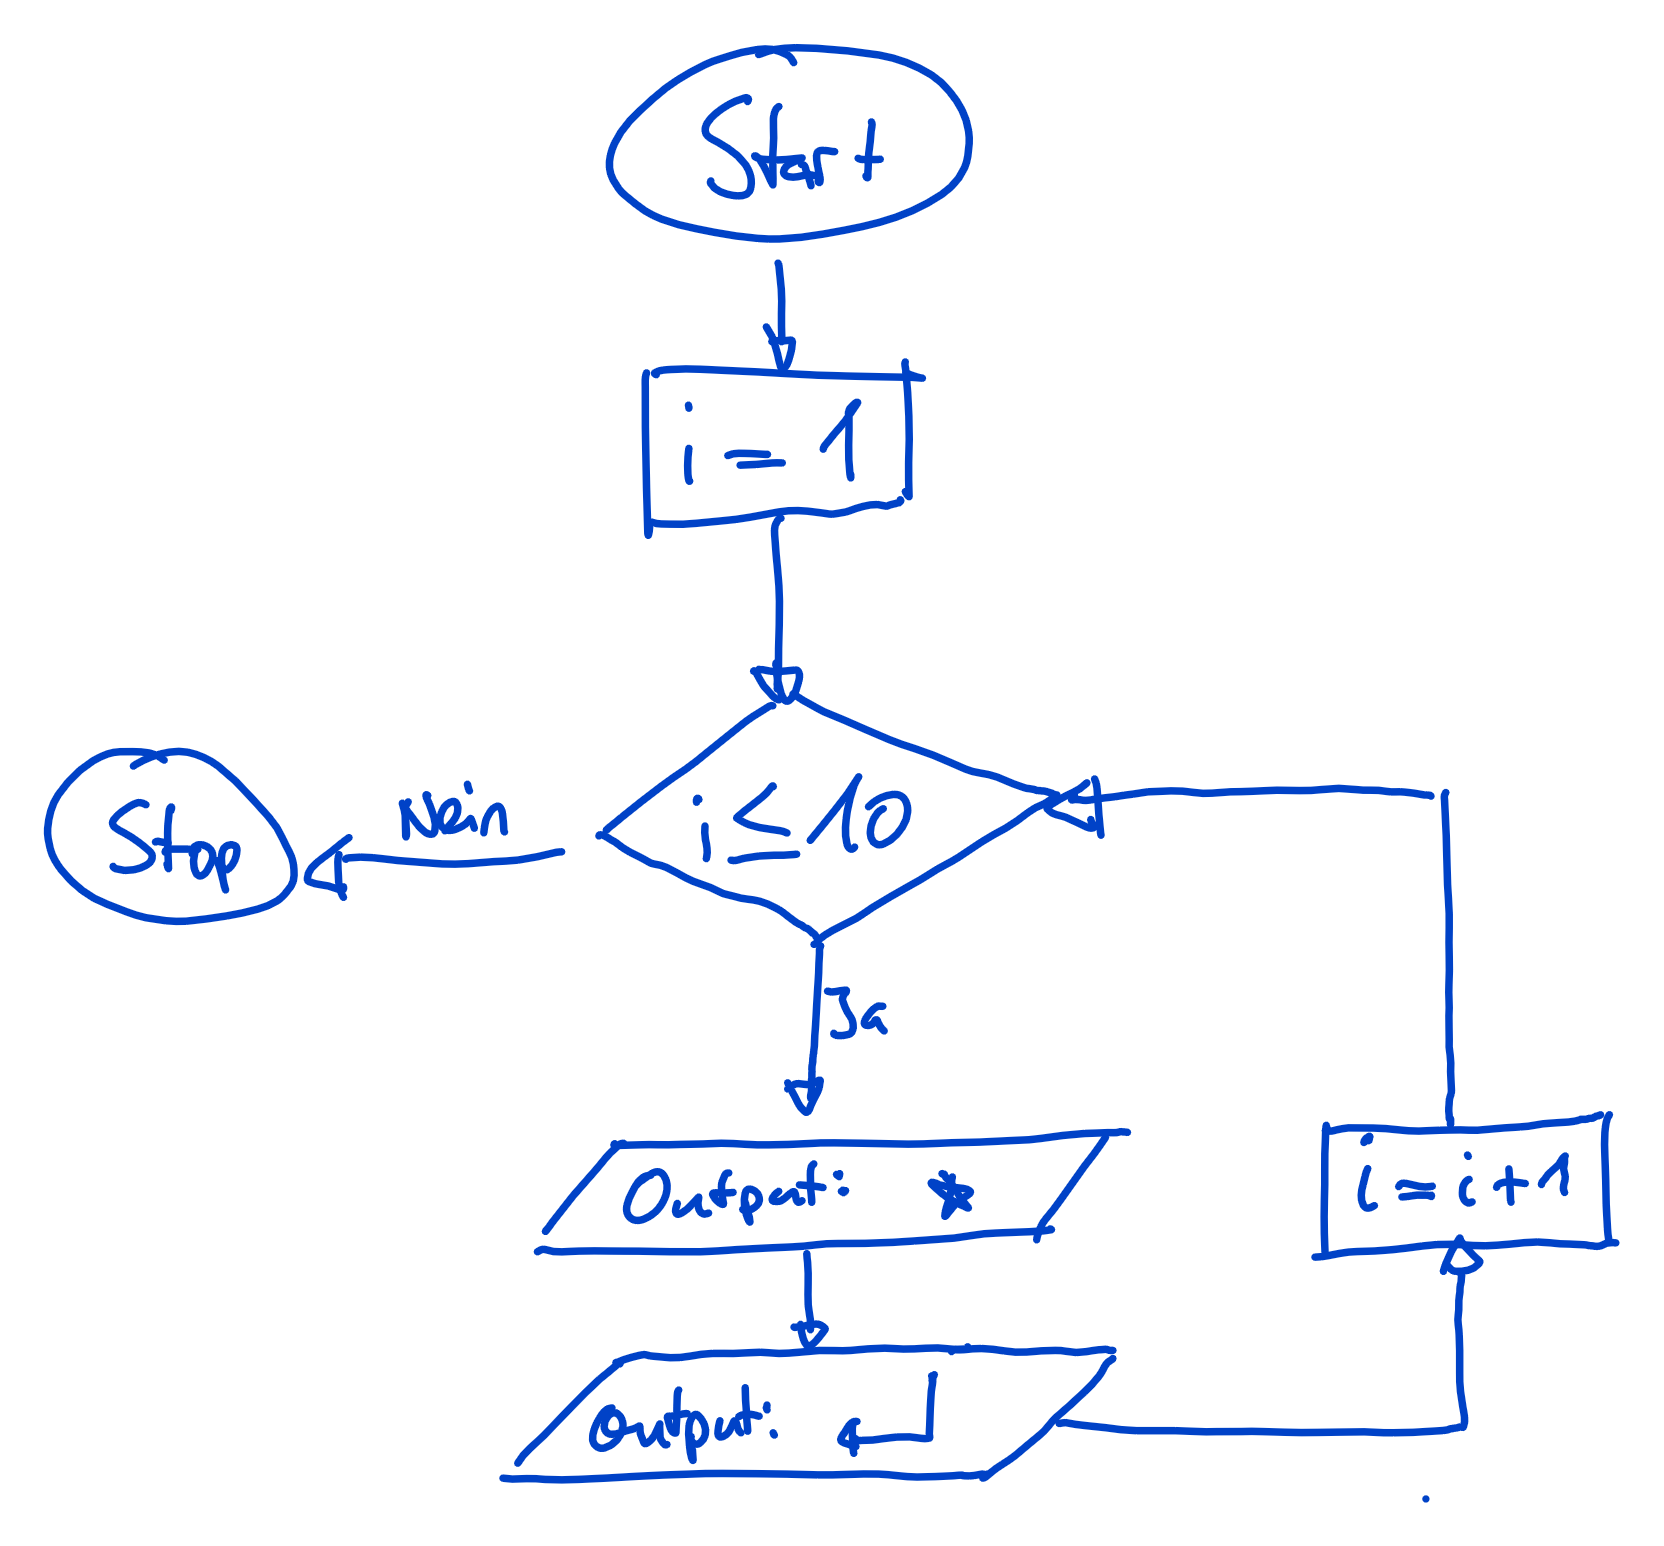 Start
i = 1
i ≤ 10
Nein
Stop
Ja
Output: *
Output: ↵
i = i + 1